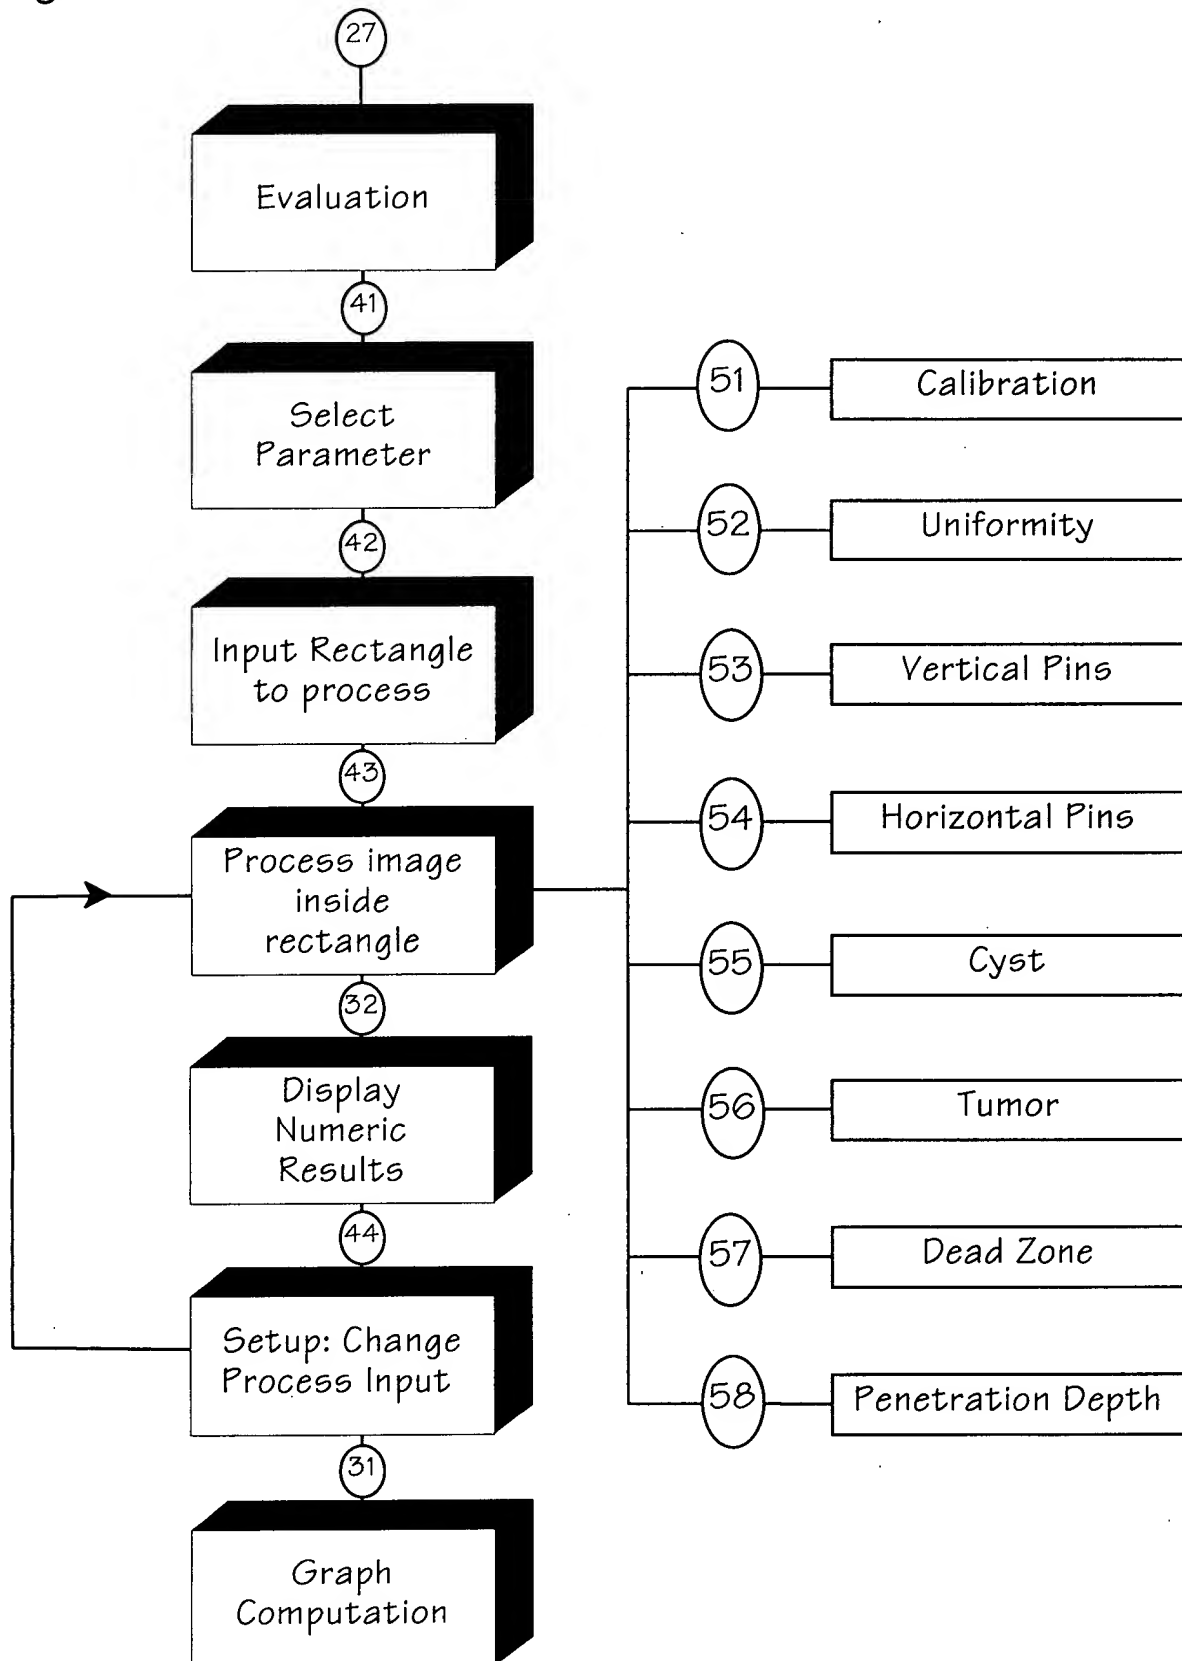 27
Evaluation
41
Select
Parameter
42
Input Rectangle
to process
43
Process image
inside
rectangle
32
Display
Numeric
Results
44
Setup: Change
Process Input
31
Graph
Computation
51
Calibration
52
Uniformity
53
Vertical Pins
54
Horizontal Pins
55
Cyst
56
Tumor
57
Dead Zone
58
Penetration Depth